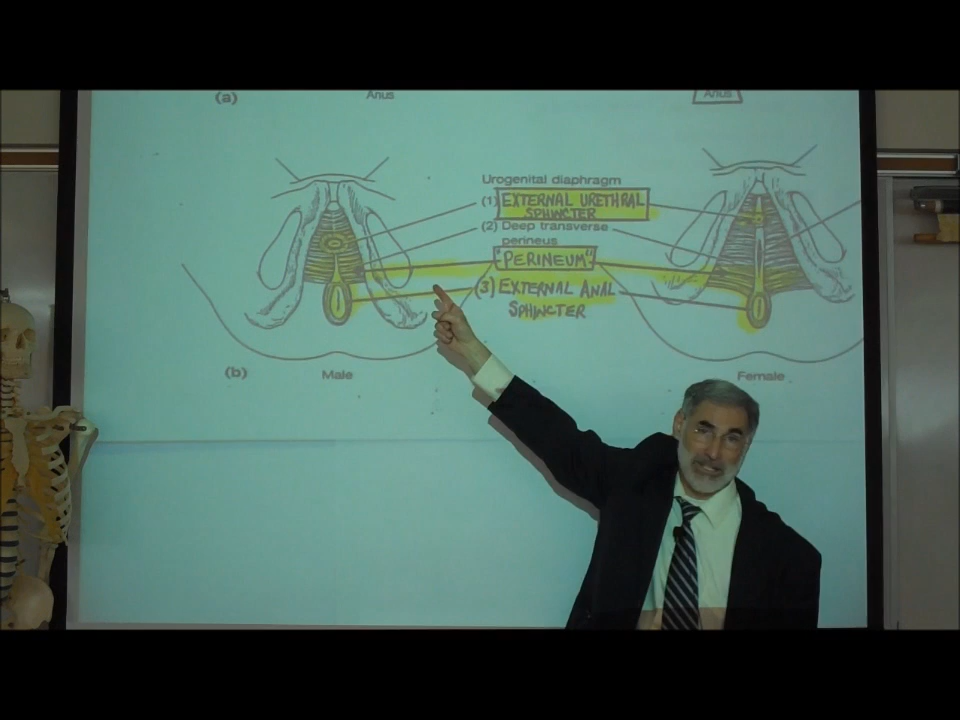 (a)
Anus
Anus
Urogenital diaphragm
(1) EXTERNAL URETHRAL
SPHINCTER
(2) Deep transverse
perineus
"PERINEUM"
(3) EXTERNAL ANAL
SPHINCTER
(b)
Male
Female